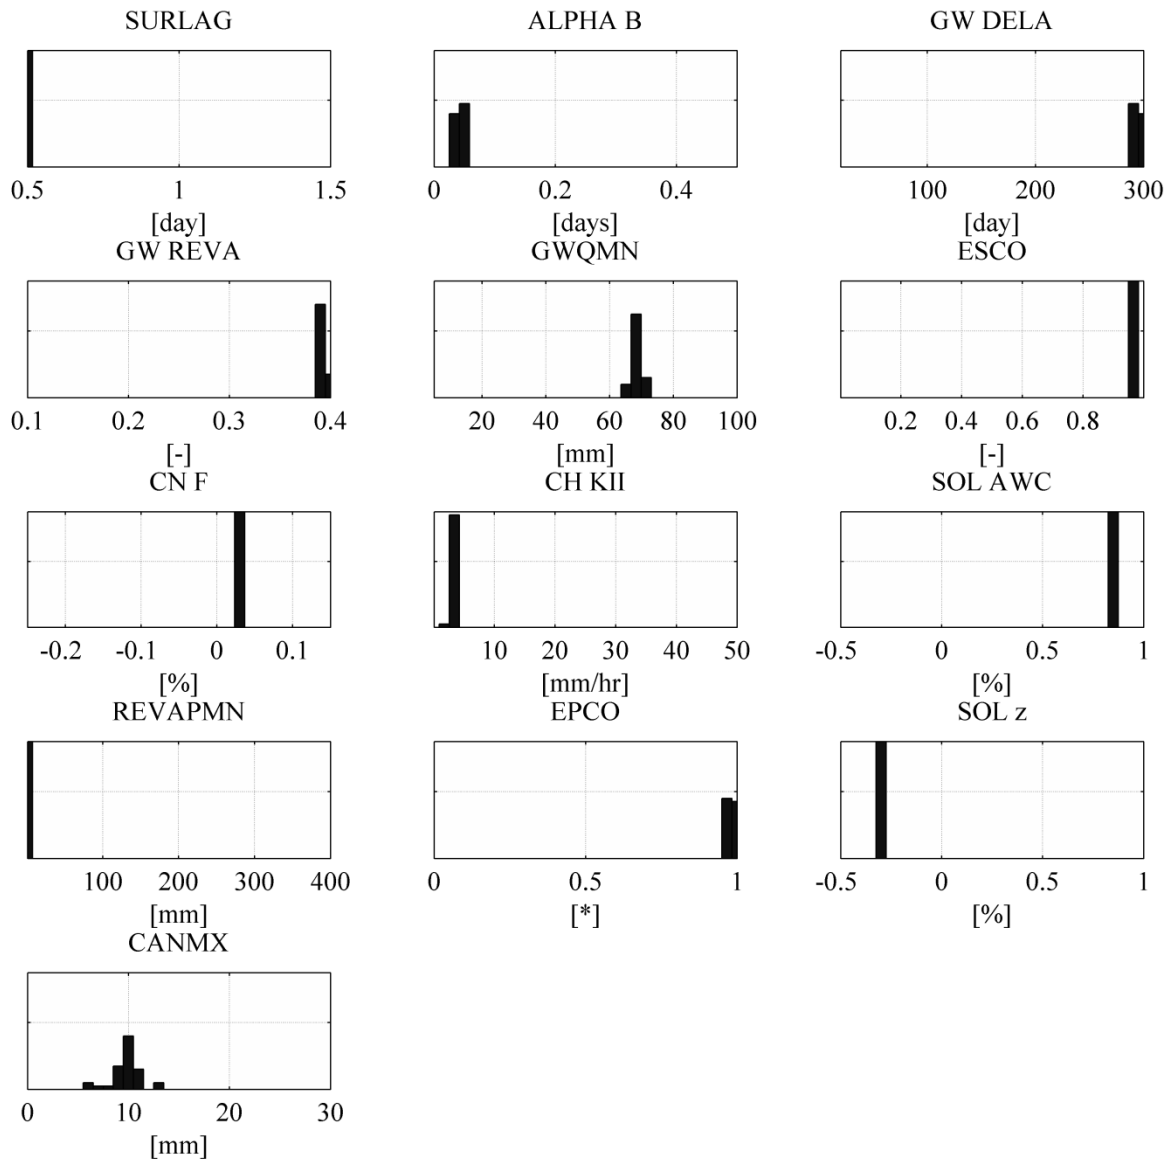 SURLAG ALPHA B GW DELA
0.5 1 1.5 0 0.2 0.4 100 200 300
[day] [days] [day]
GW REVA GWQMN ESCO
0.1 0.2 0.3 0.4 20 40 60 80 100 0.2 0.4 0.6 0.8
[-] [mm] [-]
CN F CH KII SOL AWC
-0.2 -0.1 0 0.1 10 20 30 40 50 -0.5 0 0.5 1
[%] [mm/hr] [%]
REVAPMN EPCO SOL z
100 200 300 400 0 0.5 1 -0.5 0 0.5 1
[mm] [*] [%]
CANMX
0 10 20 30
[mm]